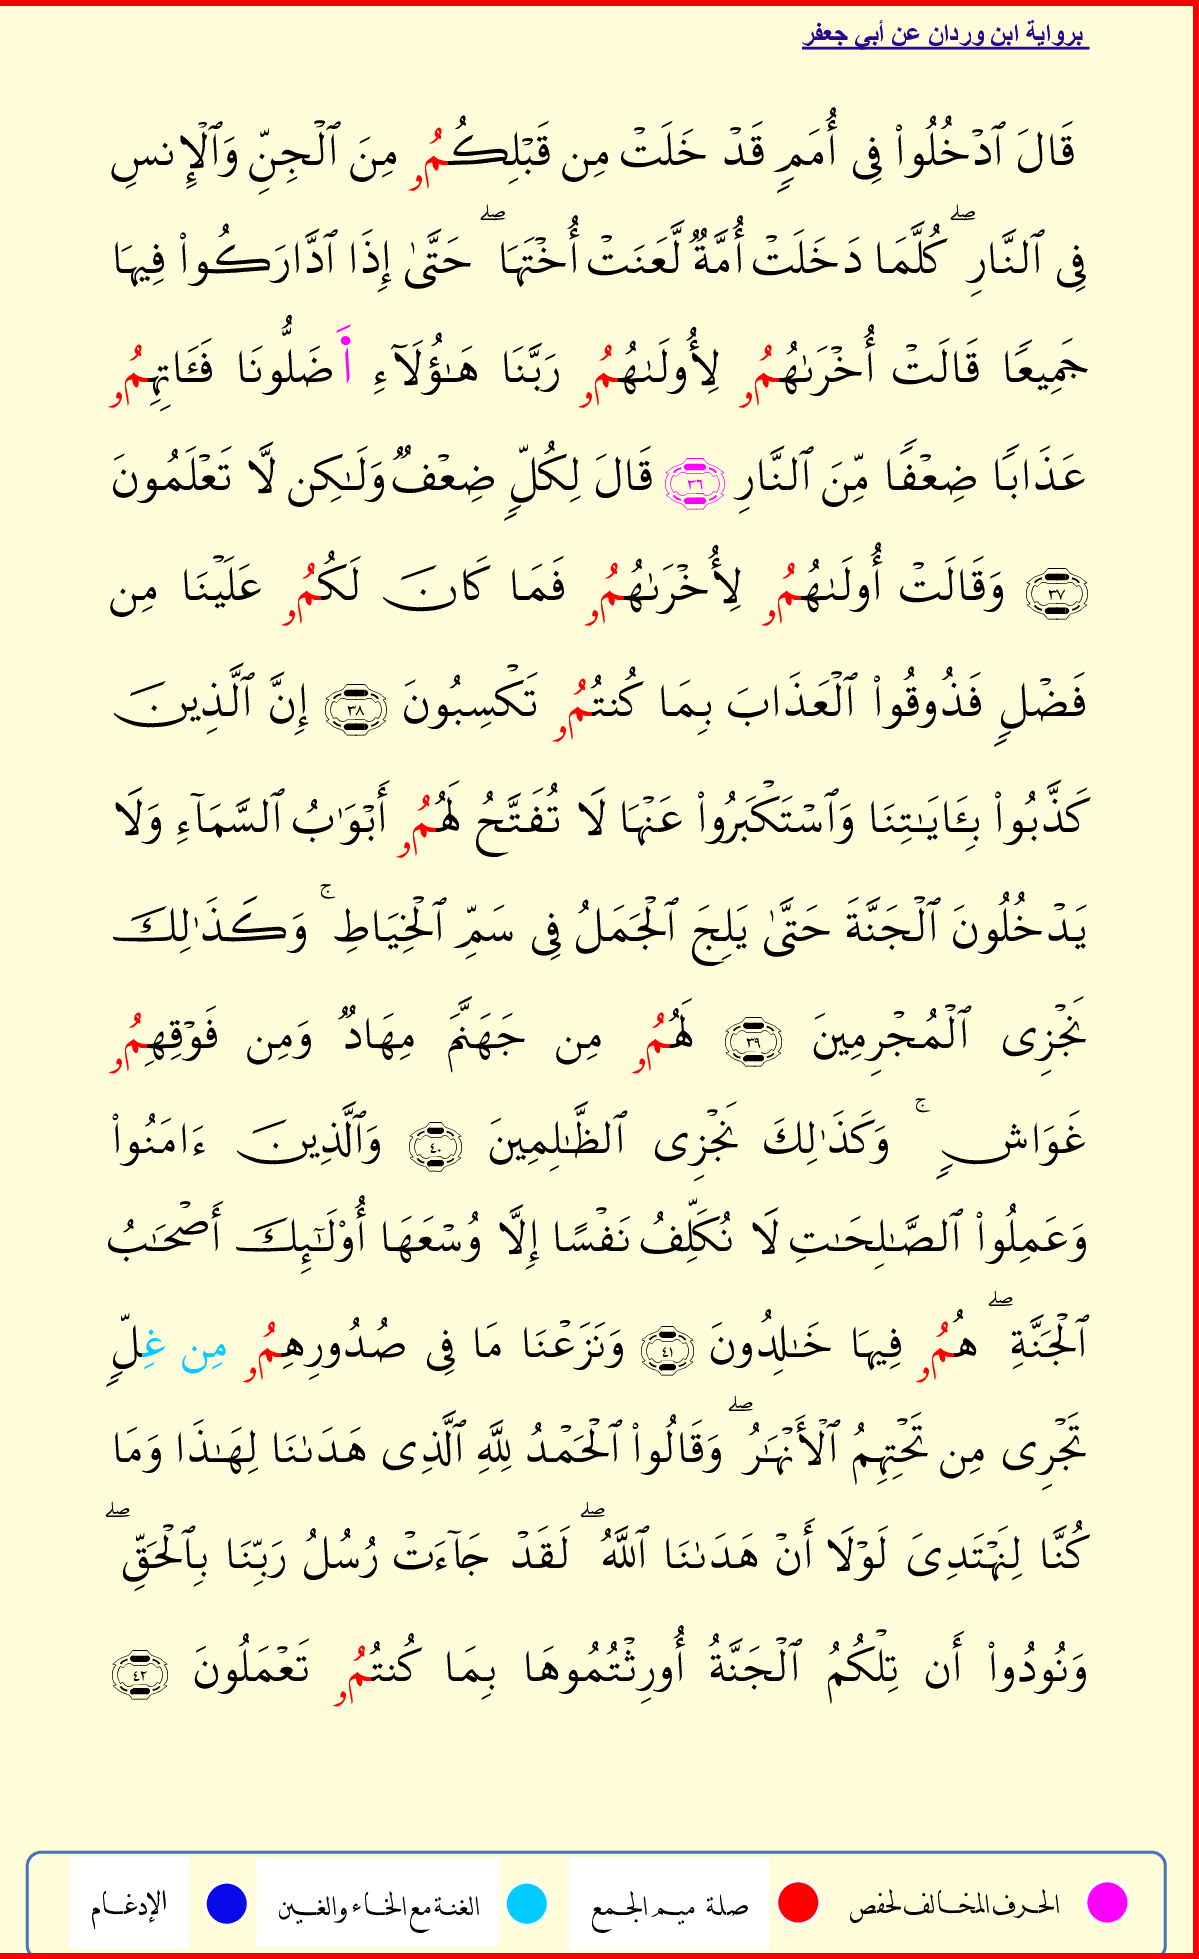 برواية ابن وردان عن أبي جعفر
قَالَ ٱدۡخُلُواْ فِىٓ أُمَمٖ قَدۡ خَلَتۡ مِن قَبۡلِكُمُۥ مِنَ ٱلۡجِنِّ وَٱلۡإِنسِ
فِى ٱلنَّارِۖ كُلَّمَا دَخَلَتۡ أُمَّةٞ لَّعَنَتۡ أُخۡتَهَاۖ حَتَّىٰ إِذَا ٱدَّارَكُواْ فِيهَا
جَمِيعٗا قَالَتۡ أُخۡرَىٰهُمُۥ لِأُولَىٰهُمُۥ رَبَّنَا هَـٰٓؤُلَآءِ أَضَلُّونَا فَـَٔاتِهِمُۥ
عَذَابٗا ضِعۡفٗا مِّنَ ٱلنَّارِ ٣٦ قَالَ لِكُلّٖ ضِعۡفٞ وَلَـٰكِن لَّا تَعۡلَمُونَ
٣٧ وَقَالَتۡ أُولَىٰهُمُۥ لِأُخۡرَىٰهُمُۥ فَمَا كَانَ لَكُمُۥ عَلَيۡنَا مِن
فَضۡلٖ فَذُوقُواْ ٱلۡعَذَابَ بِمَا كُنتُمُۥ تَكۡسِبُونَ ٣٨ إِنَّ ٱلَّذِينَ
كَذَّبُواْ بِـَٔايَـٰتِنَا وَٱسۡتَكۡبَرُواْ عَنۡهَا لَا تُفَتَّحُ لَهُمُۥ أَبۡوَٰبُ ٱلسَّمَآءِ وَلَا
يَدۡخُلُونَ ٱلۡجَنَّةَ حَتَّىٰ يَلِجَ ٱلۡجَمَلُ فِى سَمِّ ٱلۡخِيَاطِۚ وَكَذَٰلِكَ
نَجۡزِى ٱلۡمُجۡرِمِينَ ٣٩ لَهُمُۥ مِن جَهَنَّمَ مِهَادٞ وَمِن فَوۡقِهِمُۥ
غَوَاشٖۚ وَكَذَٰلِكَ نَجۡزِى ٱلظَّـٰلِمِينَ ٤٠ وَٱلَّذِينَ ءَامَنُواْ
وَعَمِلُواْ ٱلصَّـٰلِحَـٰتِ لَا نُكَلِّفُ نَفۡسًا إِلَّا وُسۡعَهَا أُوْلَـٰٓئِكَ أَصۡحَـٰبُ
ٱلۡجَنَّةِۖ هُمُۥ فِيهَا خَـٰلِدُونَ ٤١ وَنَزَعۡنَا مَا فِى صُدُورِهِمُۥ مِن غِلّٖ
تَجۡرِى مِن تَحۡتِهِمُ ٱلۡأَنۡهَـٰرُۖ وَقَالُواْ ٱلۡحَمۡدُ لِلَّهِ ٱلَّذِى هَدَىٰنَا لِهَـٰذَا وَمَا
كُنَّا لِنَهۡتَدِىَ لَوۡلَآ أَنۡ هَدَىٰنَا ٱللَّهُۖ لَقَدۡ جَآءَتۡ رُسُلُ رَبِّنَا بِٱلۡحَقِّۖ
وَنُودُوٓاْ أَن تِلۡكُمُ ٱلۡجَنَّةُ أُورِثۡتُمُوهَا بِمَا كُنتُمُۥ تَعۡمَلُونَ ٤٢
الحرف المخالف لحفص صلة ميم الجمع الغنة مع الخاء والغين الإدغام